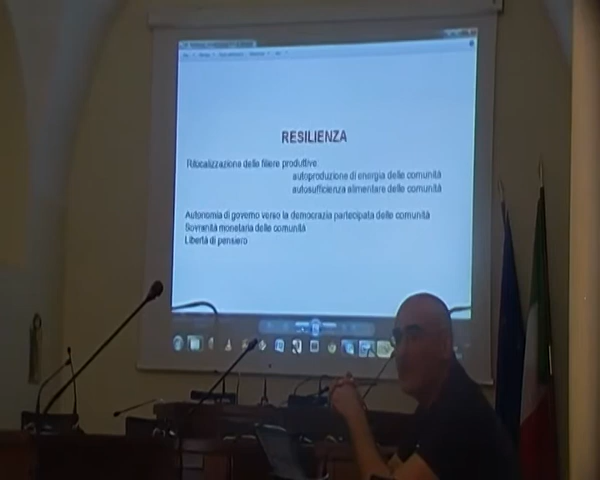 RESILIENZA
Rilocalizzazione delle filiere produttive:
autoproduzione di energia delle comunità
autosufficienza alimentare delle comunità
Autonomia di governo verso la democrazia partecipata delle comunità
Sovranità monetaria delle comunità
Libertà di pensiero